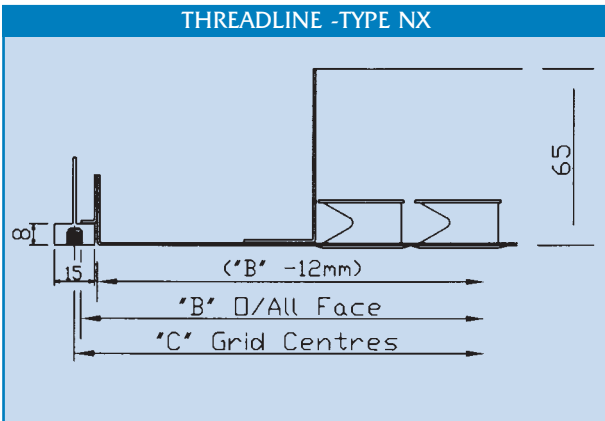 THREADLINE -TYPE NX
65
8
15
("B" -12mm)
"B" O/All Face
"C" Grid Centres